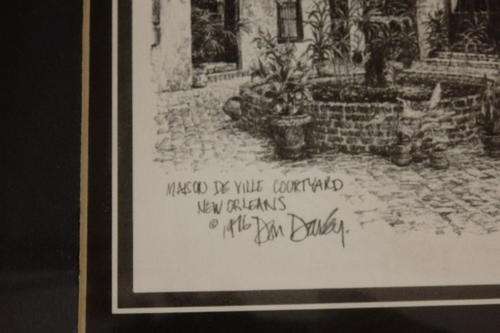 MAISON DE VILLE COURTYARD
NEW ORLEANS
© 1976 Don Davey.